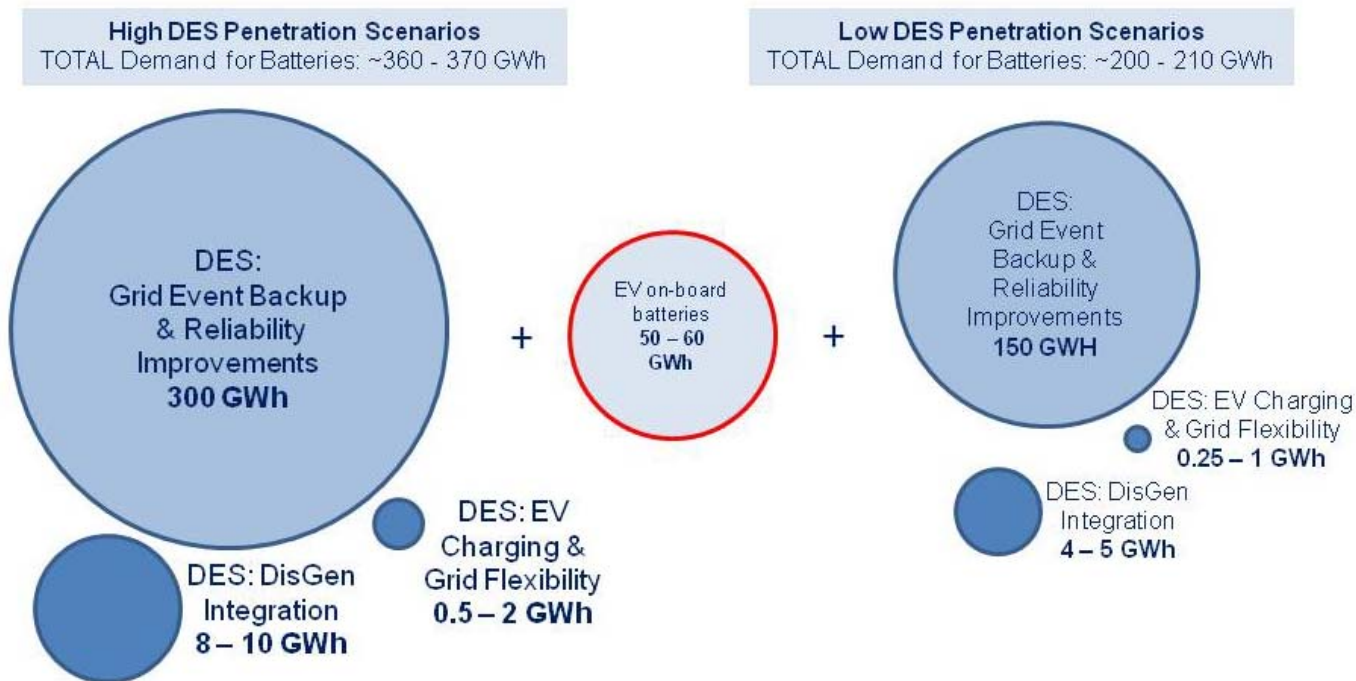 High DES Penetration Scenarios
TOTAL Demand for Batteries: ~360 - 370 GWh
Low DES Penetration Scenarios
TOTAL Demand for Batteries: ~200 - 210 GWh
DES:
Grid Event Backup
& Reliability
Improvements
300 GWh
+
EV on-board
batteries
50 – 60
GWh
+
DES:
Grid Event
Backup &
Reliability
Improvements
150 GWH
DES: EV Charging
& Grid Flexibility
0.25 – 1 GWh
DES: DisGen
Integration
4 – 5 GWh
DES: EV
Charging &
Grid Flexibility
0.5 – 2 GWh
DES: DisGen
Integration
8 – 10 GWh